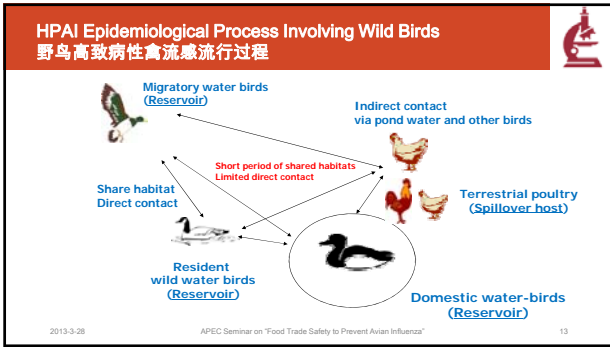 HPAI Epidemiological Process Involving Wild Birds
野鸟高致病性禽流感流行过程
Migratory water birds
(Reservoir)
Indirect contact
via pond water and other birds
Short period of shared habitats
Limited direct contact
Share habitat
Direct contact
Terrestrial poultry
(Spillover host)
Resident
wild water birds
(Reservoir)
Domestic water-birds
(Reservoir)
2013-3-28
APEC Seminar on "Food Trade Safety to Prevent Avian Influenza"
13